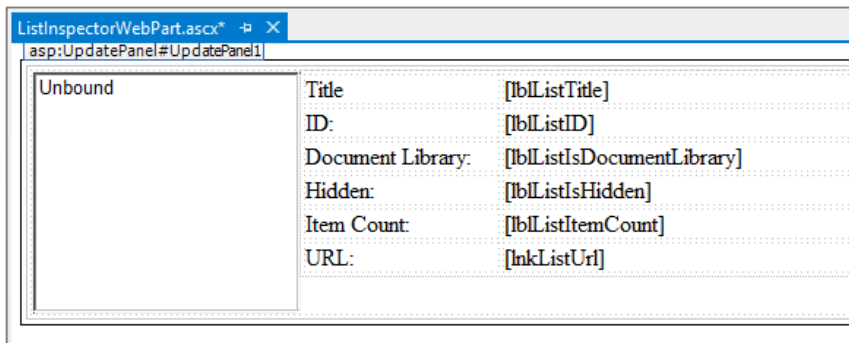 ListInspectorWebPart.ascx*
asp:UpdatePanel#UpdatePanel1
Unbound
Title [lblListTitle]
ID: [lblListID]
Document Library: [lblListIsDocumentLibrary]
Hidden: [lblListIsHidden]
Item Count: [lblListItemCount]
URL: [lnkListUrl]